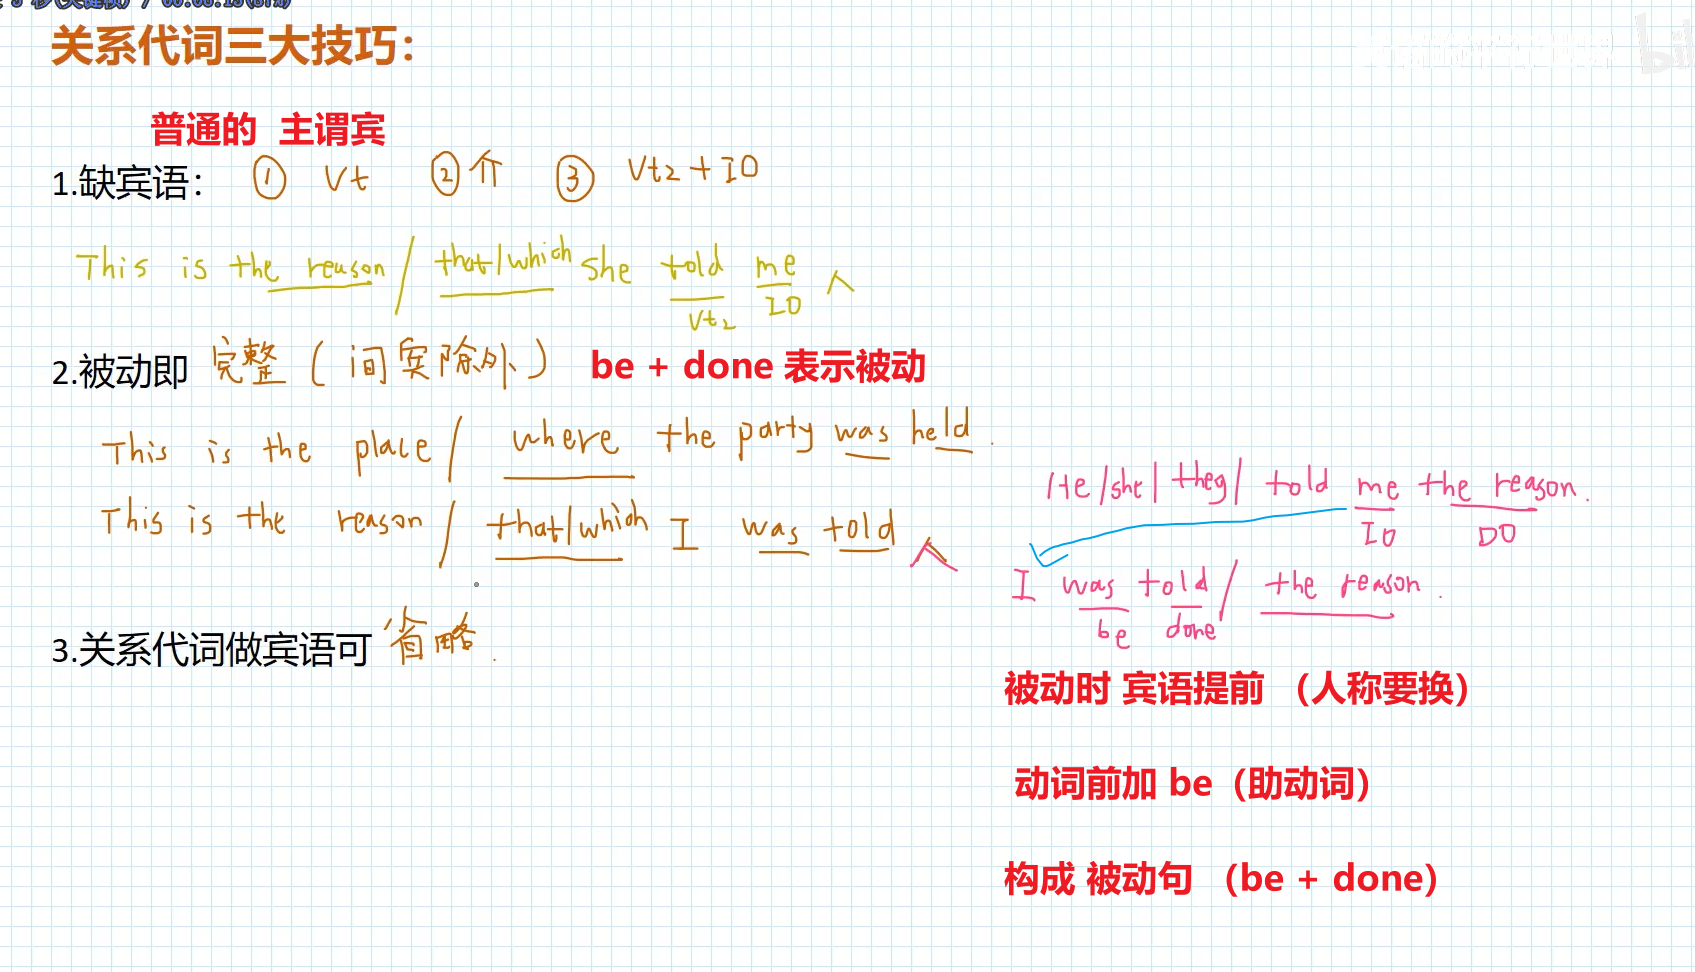 关系代词三大技巧：
普通的 主谓宾
1.缺宾语： ① Vt ② 介 ③ Vt2 + IO
This is the reason / that/which She told me
Vt2 IO
2.被动即 完整 ( 间宾除外 ) be + done 表示被动
This is the place / where the party was held .
This is the reason / that/which I was told
He/she/they/ told me the reason .
IO DO
I was told / the reason .
be done
3.关系代词做宾语可 省略 .
被动时 宾语提前 （人称要换）
动词前加 be（助动词）
构成 被动句 （be + done）